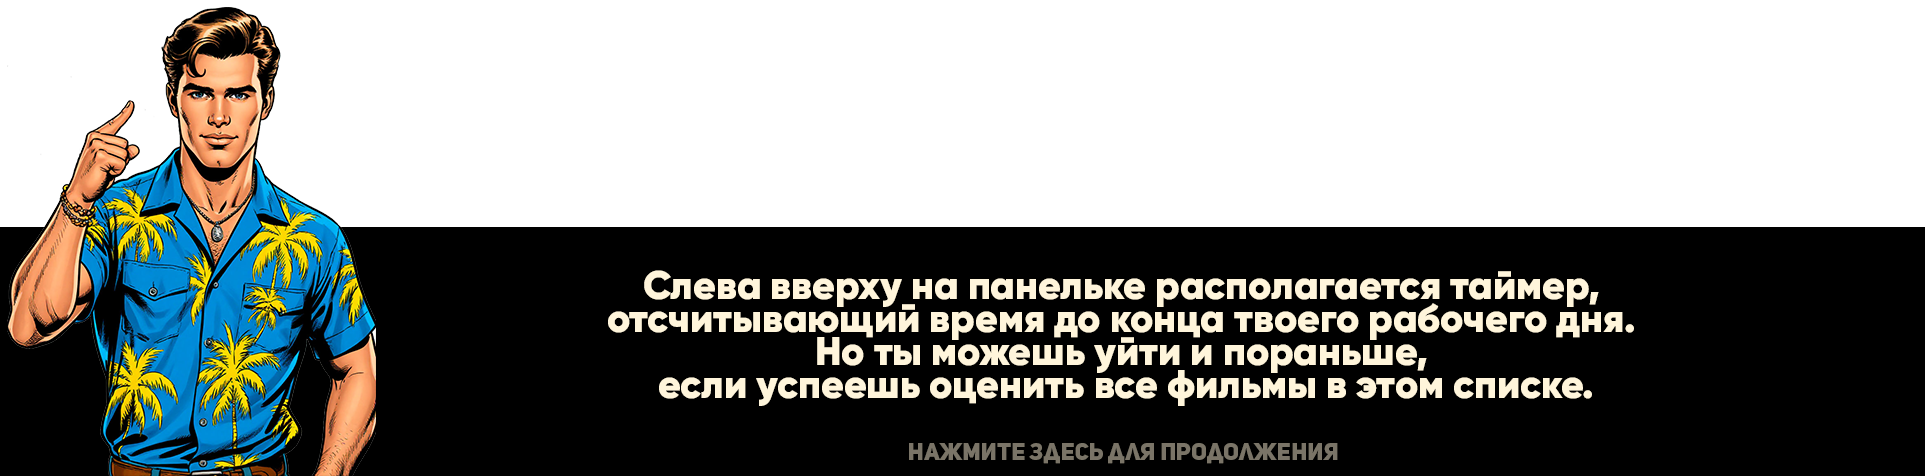 Слева вверху на панельке располагается таймер,
отсчитывающий время до конца твоего рабочего дня.
Но ты можешь уйти и пораньше,
если успеешь оценить все фильмы в этом списке.
НАЖМИТЕ ЗДЕСЬ ДЛЯ ПРОДОЛЖЕНИЯ